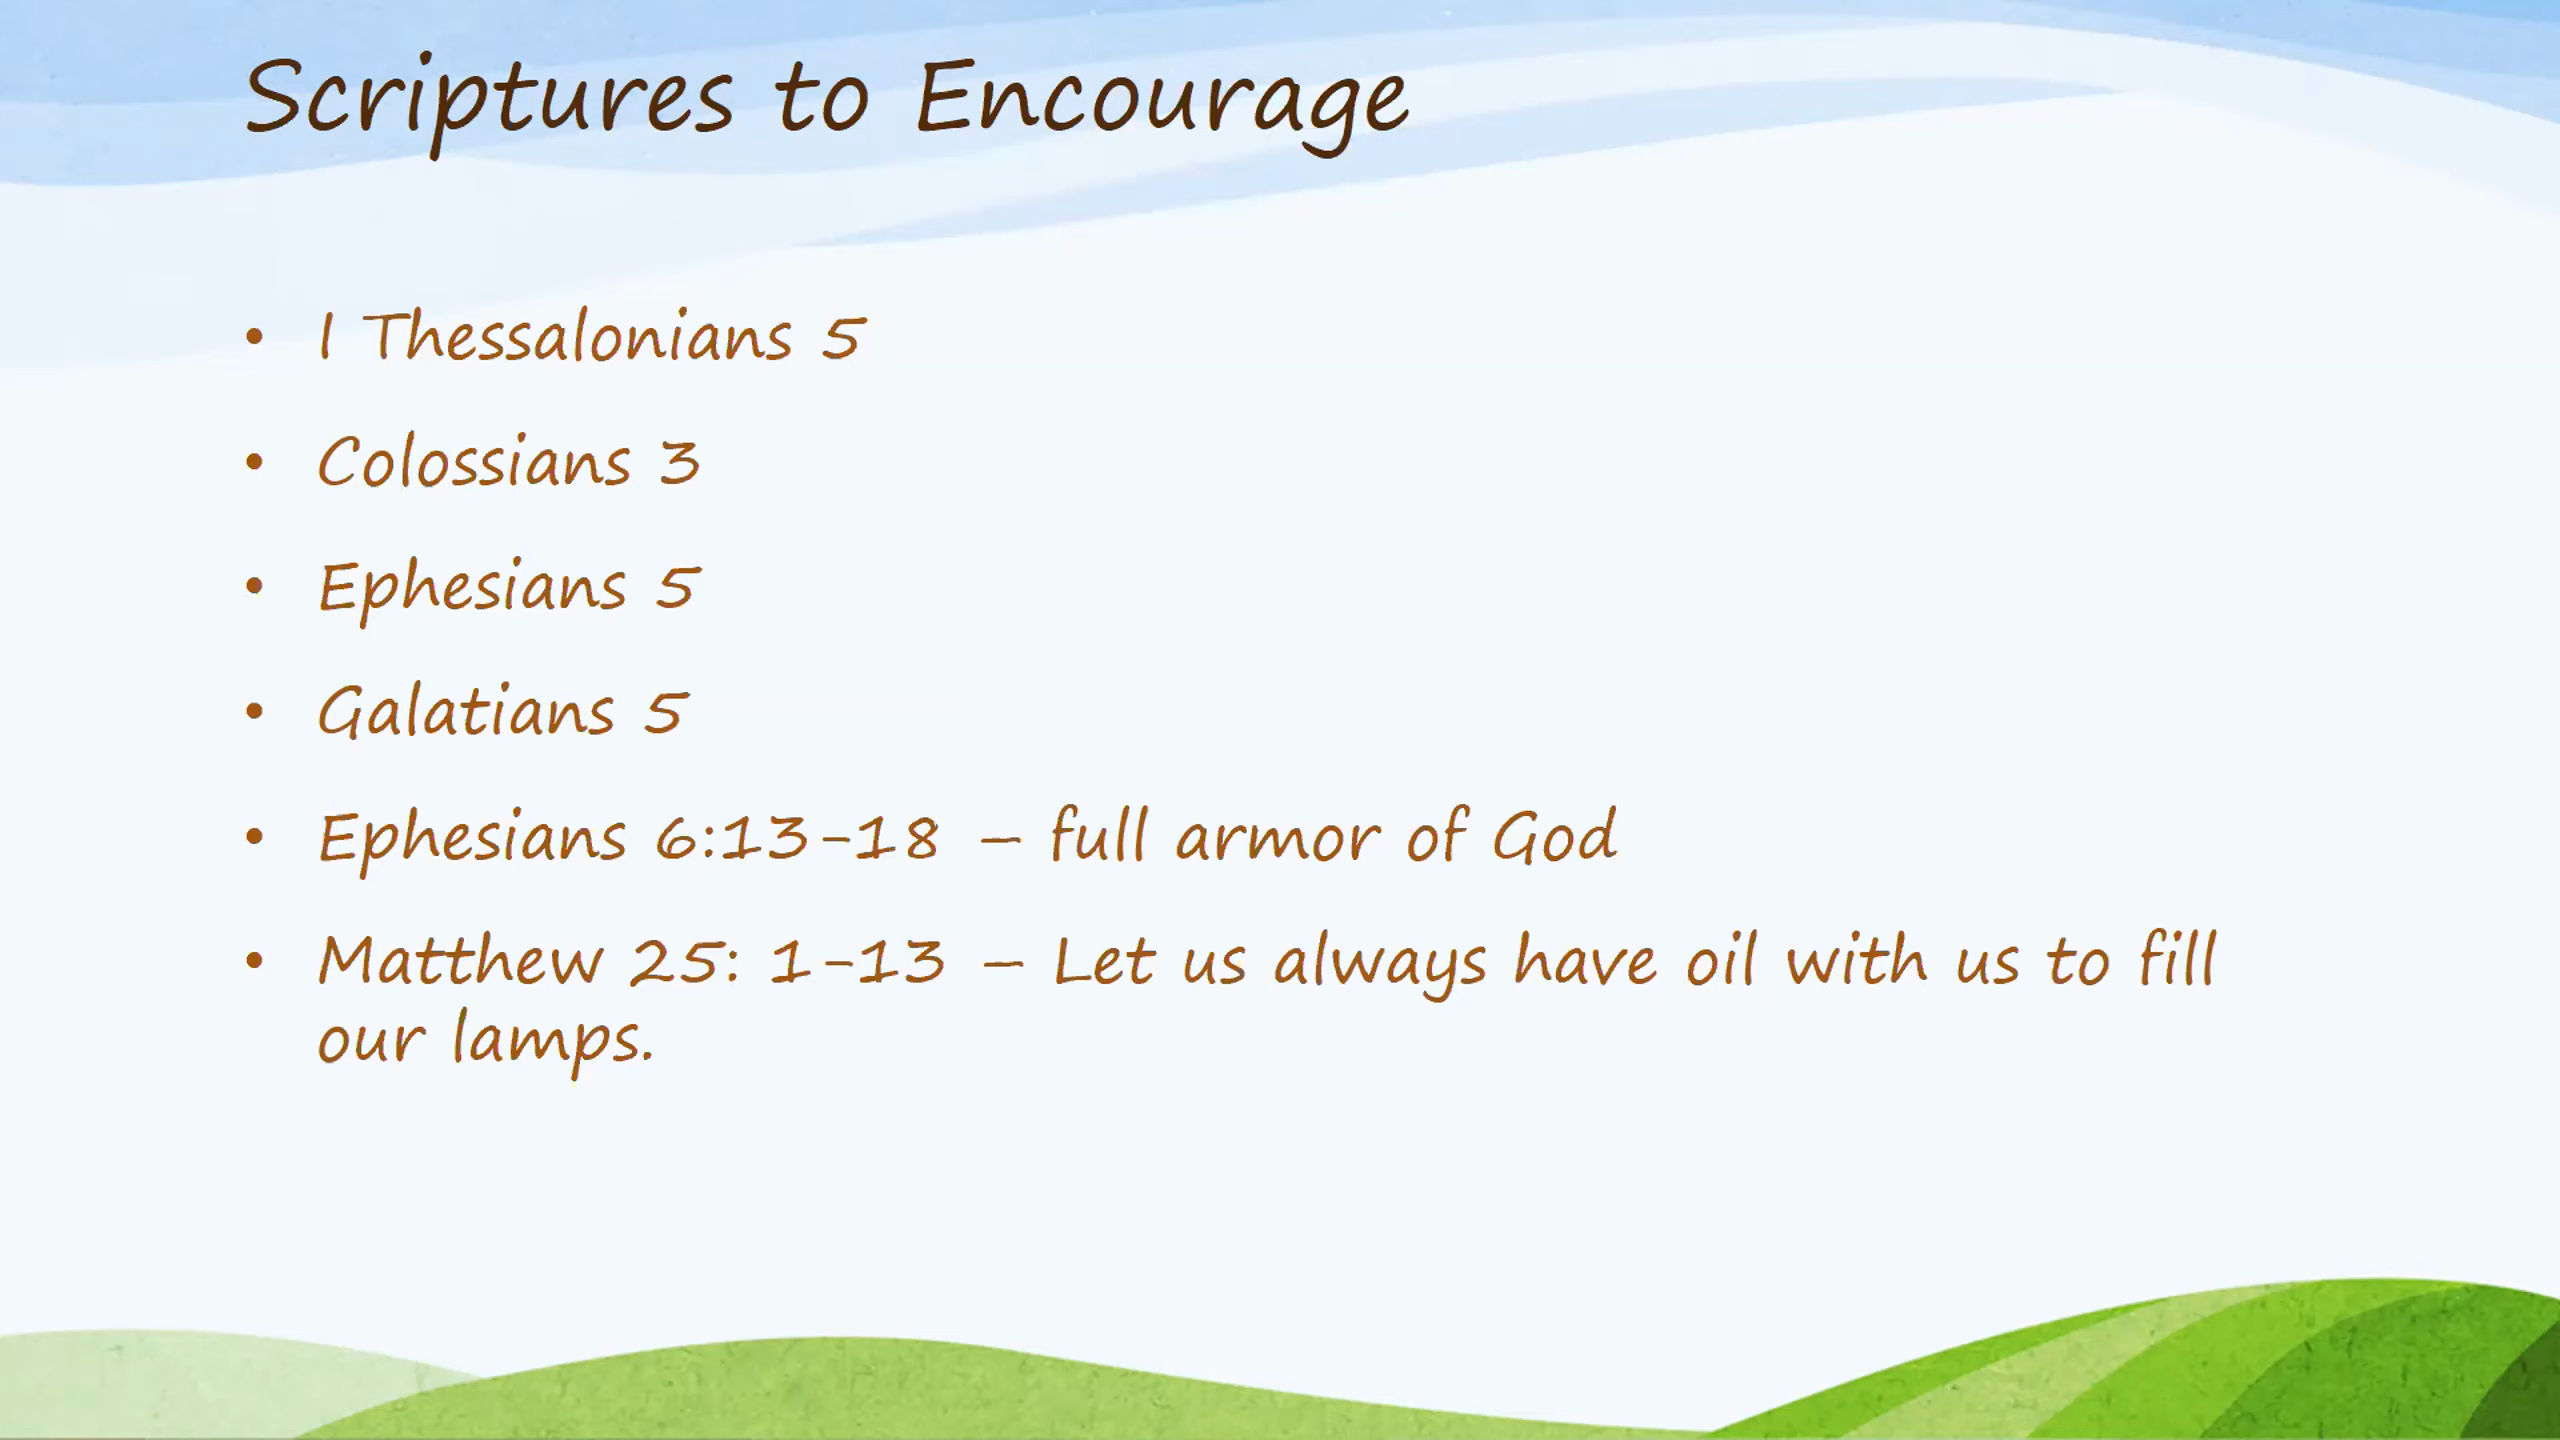 Scriptures to Encourage
• I Thessalonians 5
• Colossians 3
• Ephesians 5
• Galatians 5
• Ephesians 6:13-18 – full armor of God
• Matthew 25: 1-13 – Let us always have oil with us to fill
our lamps.